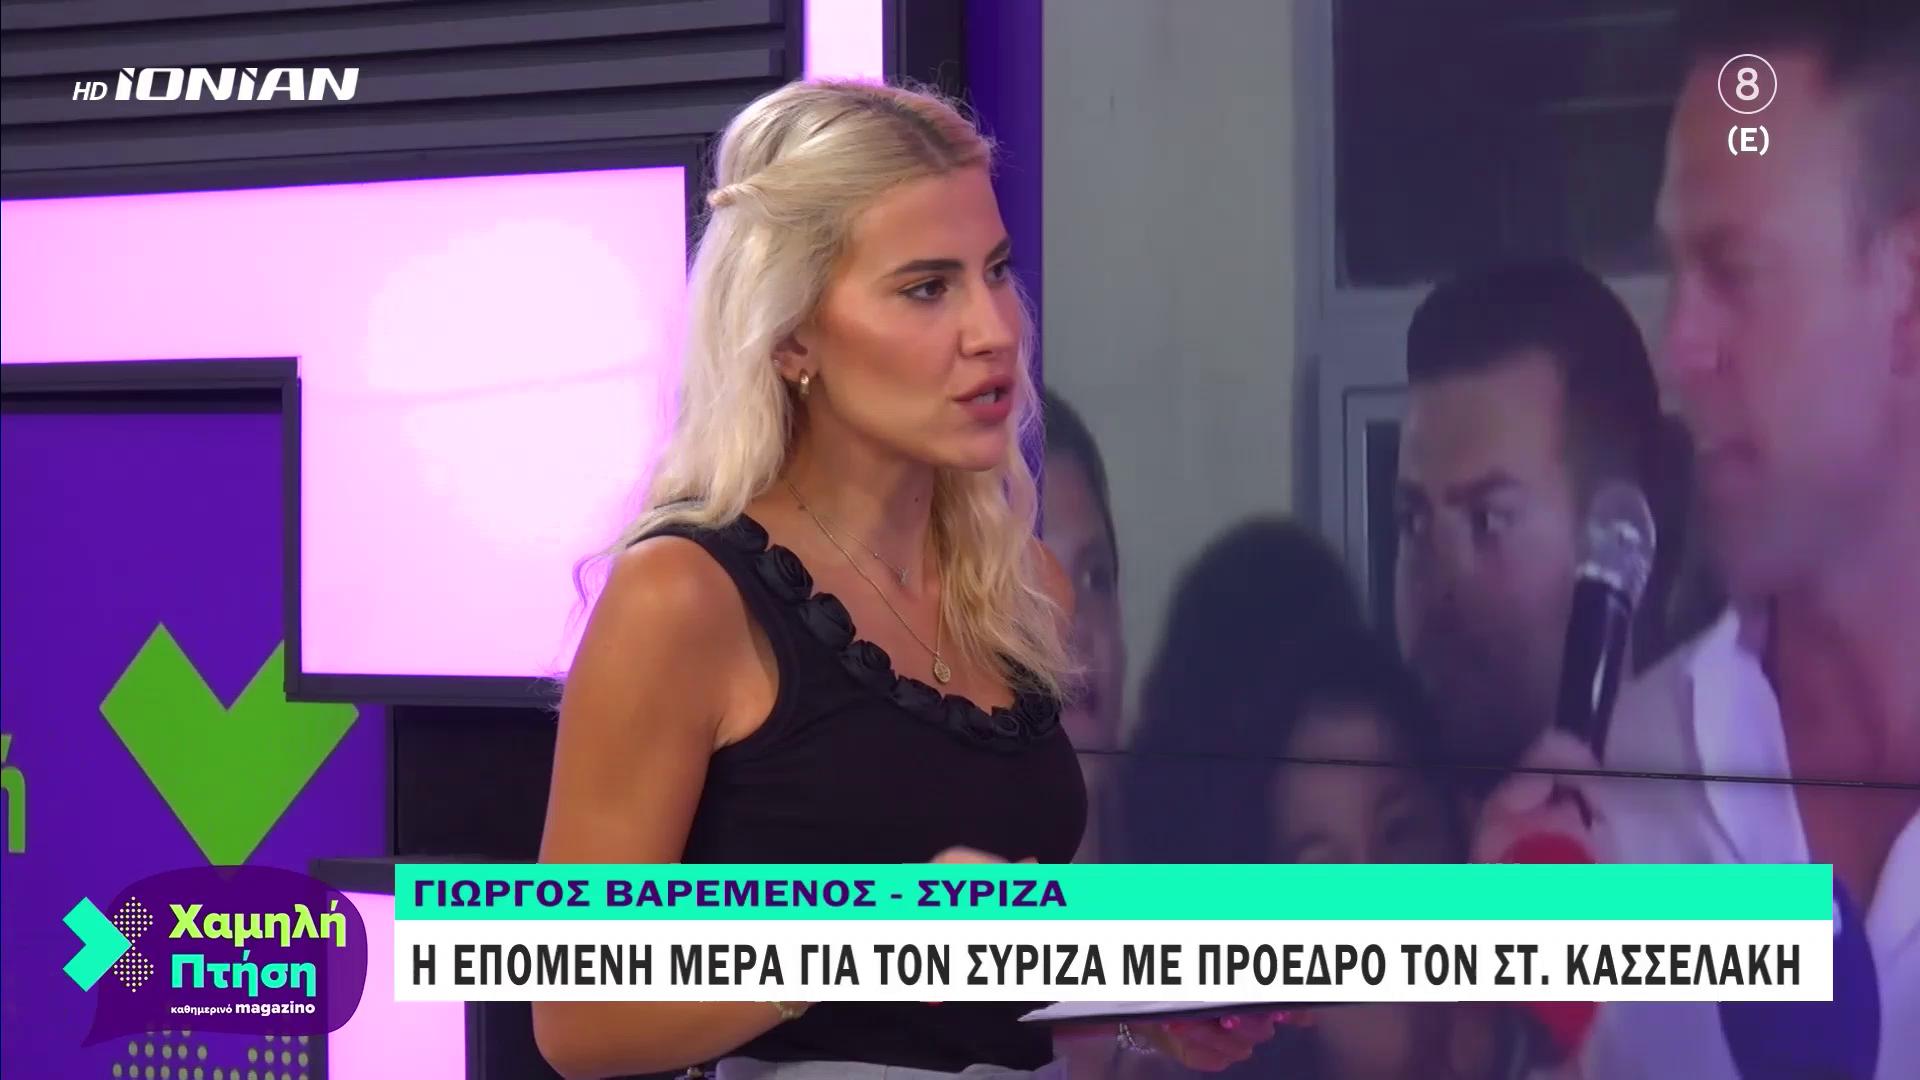 HD IONIAN
8
(E)
ή
Χαμηλή
Πτήση
καθημερινό magazino
ΓΙΩΡΓΟΣ ΒΑΡΕΜΕΝΟΣ - ΣΥΡΙΖΑ
Η ΕΠΟΜΕΝΗ ΜΕΡΑ ΓΙΑ ΤΟΝ ΣΥΡΙΖΑ ΜΕ ΠΡΟΕΔΡΟ ΤΟΝ ΣΤ. ΚΑΣΣΕΛΑΚΗ